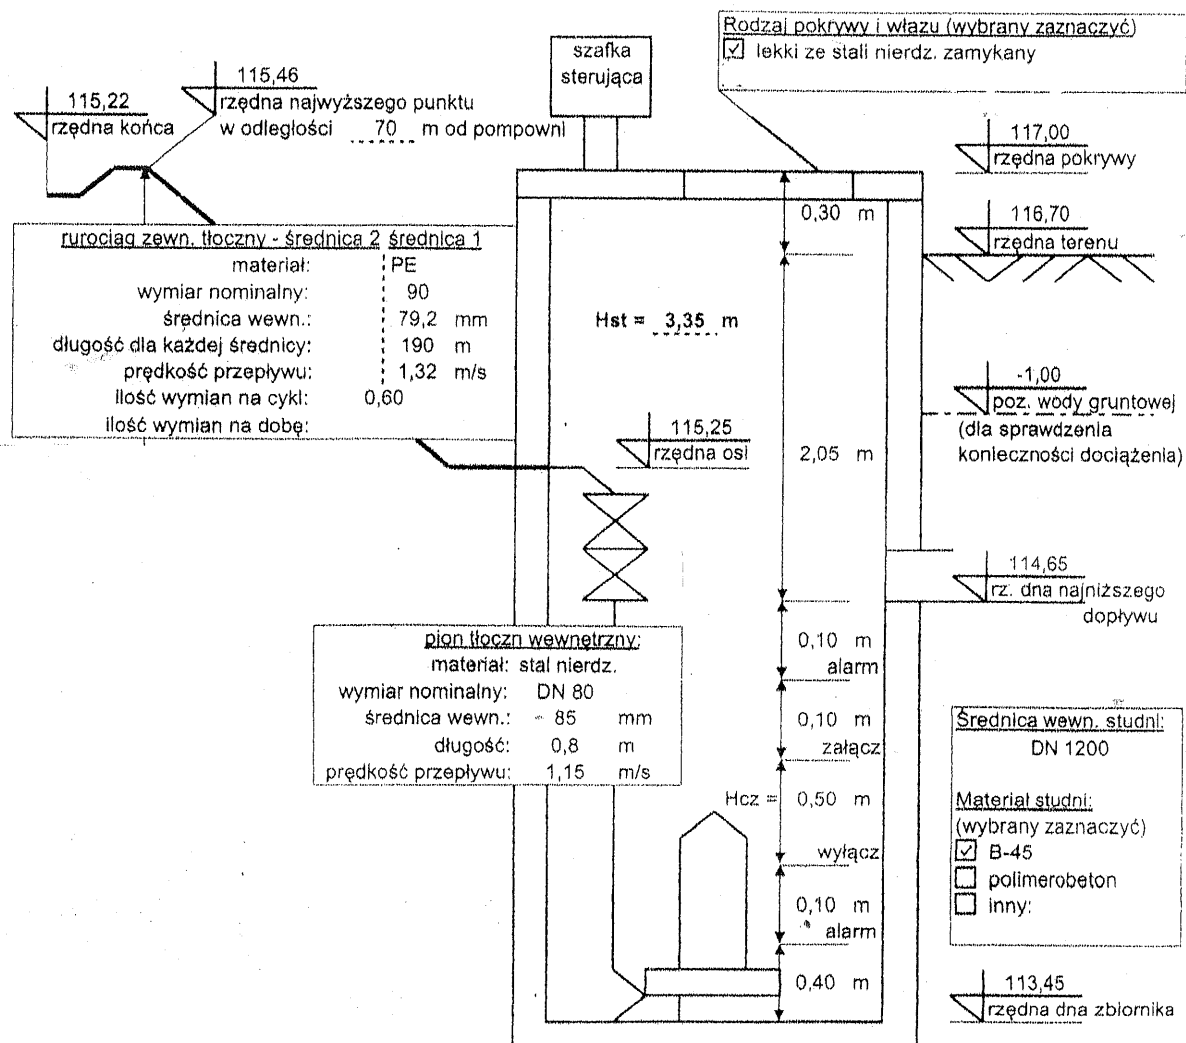 Rodzaj pokrywy i włazu (wybrany zaznaczyć)
lekki ze stali nierdz. zamykany
szafka
sterująca
115,46
rzędna najwyższego punktu
w odległości 70 m od pompowni
115,22
rzędna końca
117,00
rzędna pokrywy
0,30 m
116,70
rzędna terenu
rurociąg zewn. tłoczny - średnica 2 średnica 1
materiał: PE
wymiar nominalny: 90
średnica wewn.: 79,2 mm
długość dla każdej średnicy: 190 m
prędkość przepływu: 1,32 m/s
ilość wymian na cykl: 0,60
ilość wymian na dobę:
Hst = 3,35 m
-1,00
poz. wody gruntowej
(dla sprawdzenia
konieczności dociążenia)
115,25
rzędna osi
2,05 m
114,65
rz. dna najniższego
dopływu
0,10 m
alarm
pion tłoczn wewnętrzny:
materiał: stal nierdz.
wymiar nominalny: DN 80
średnica wewn.: 85 mm
długość: 0,8 m
prędkość przepływu: 1,15 m/s
0,10 m
załącz
Hcz = 0,50 m
wyłącz
0,10 m
alarm
0,40 m
Średnica wewn. studni:
DN 1200
Materiał studni:
(wybrany zaznaczyć)
B-45
polimerobeton
inny:
113,45
rzędna dna zbiornika